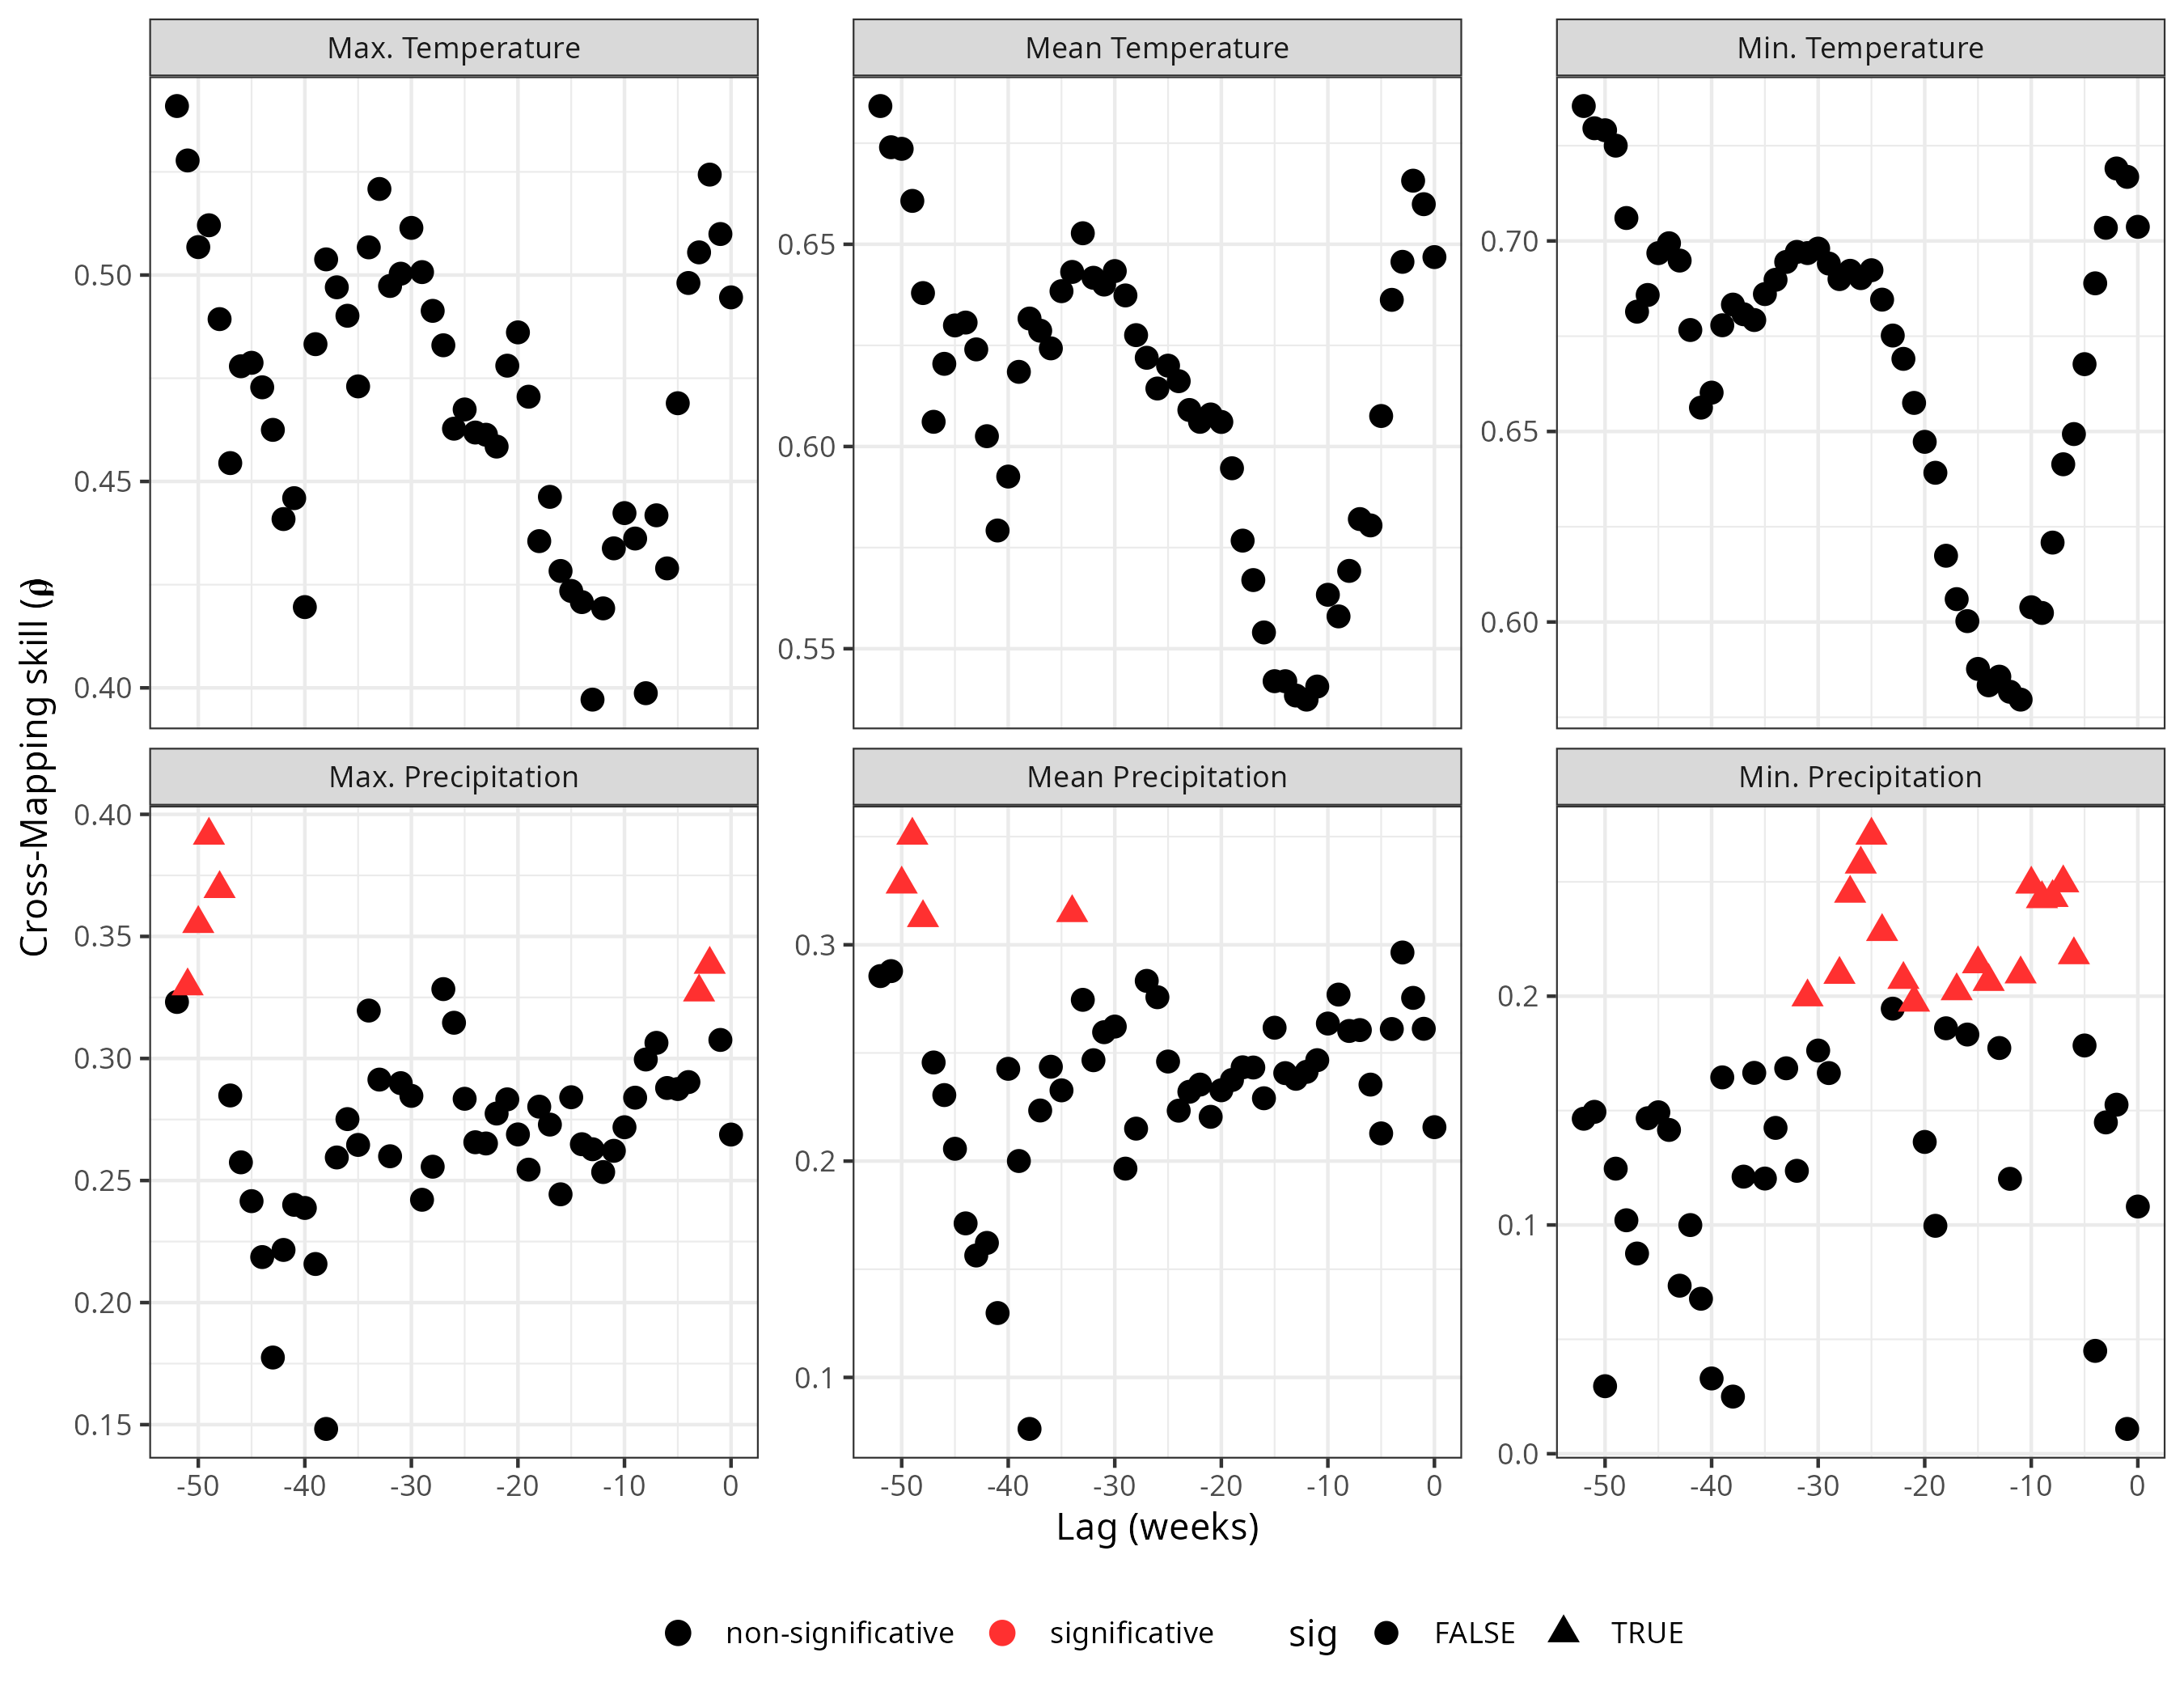 Max. Temperature
Mean Temperature
Min. Temperature
0.50
0.45
0.40
0.65
0.60
0.55
0.70
0.65
0.60
Cross-Mapping skill (ρ)
Max. Precipitation
Mean Precipitation
Min. Precipitation
0.40
0.35
0.30
0.25
0.20
0.15
0.3
0.2
0.1
0.2
0.1
0.0
-50 -40 -30 -20 -10 0
-50 -40 -30 -20 -10 0
-50 -40 -30 -20 -10 0
Lag (weeks)
non-significative significative sig FALSE TRUE